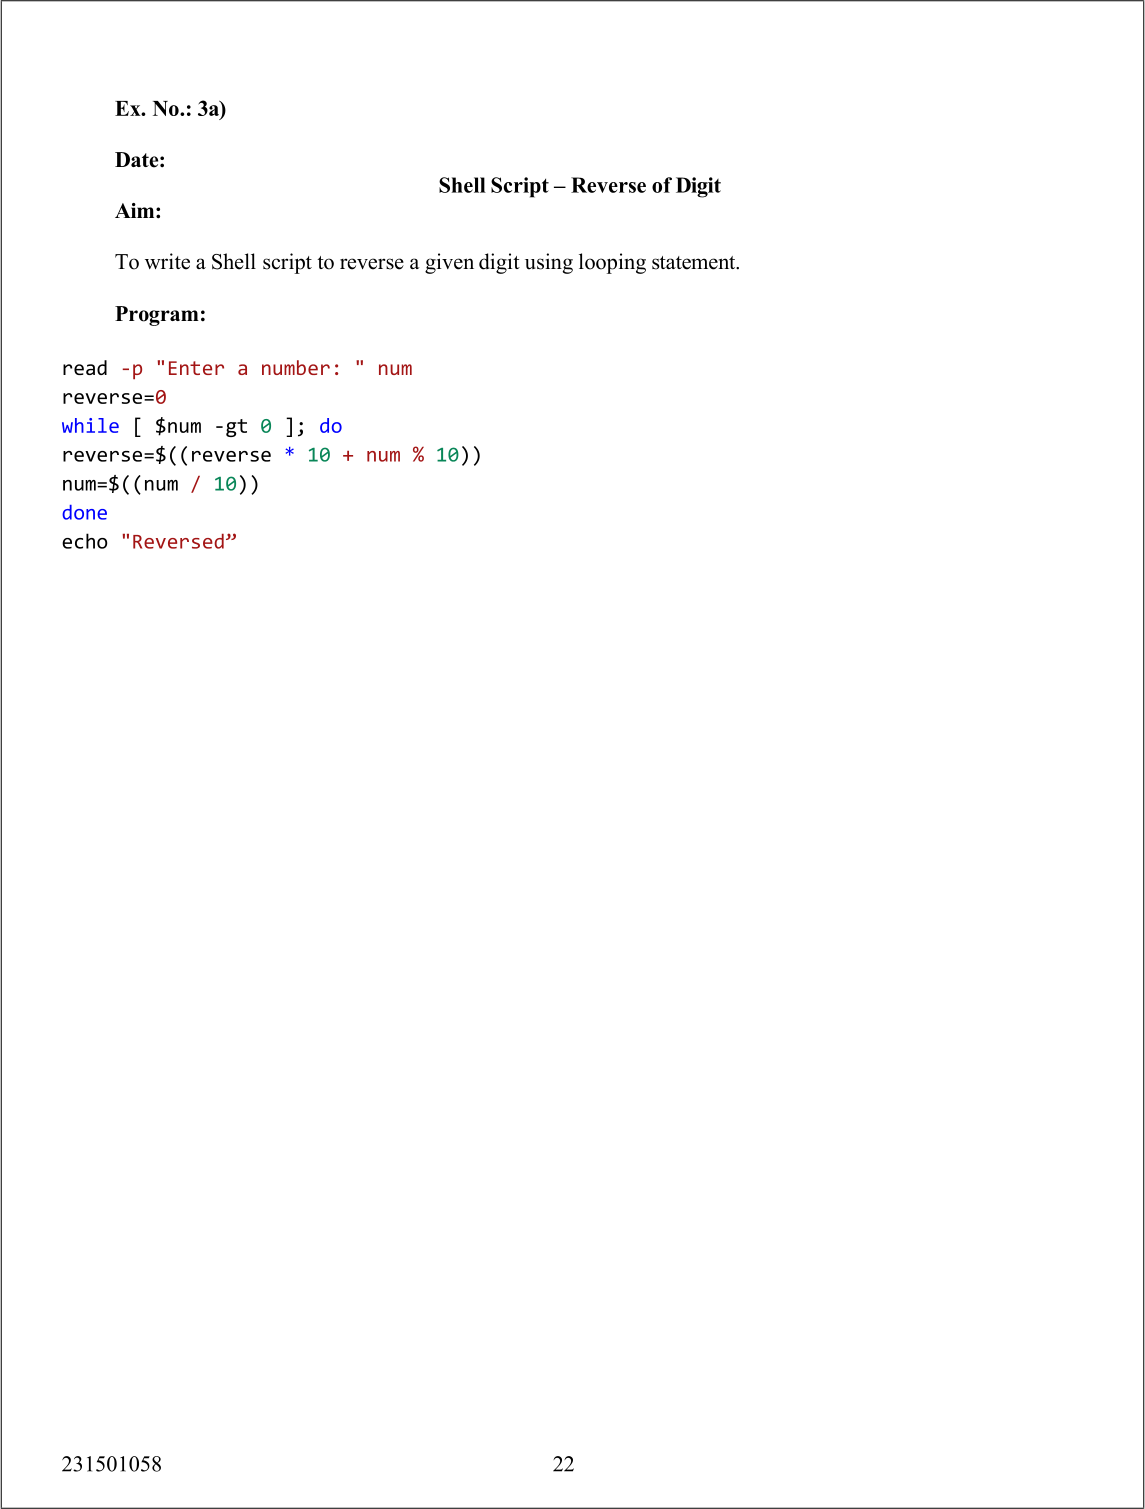 Ex. No.: 3a)
Date:
Shell Script – Reverse of Digit
Aim:
To write a Shell script to reverse a given digit using looping statement.
Program:
read -p "Enter a number: " num
reverse=0
while [ $num -gt 0 ]; do
reverse=$((reverse * 10 + num % 10))
num=$((num / 10))
done
echo "Reversed”
231501058 22